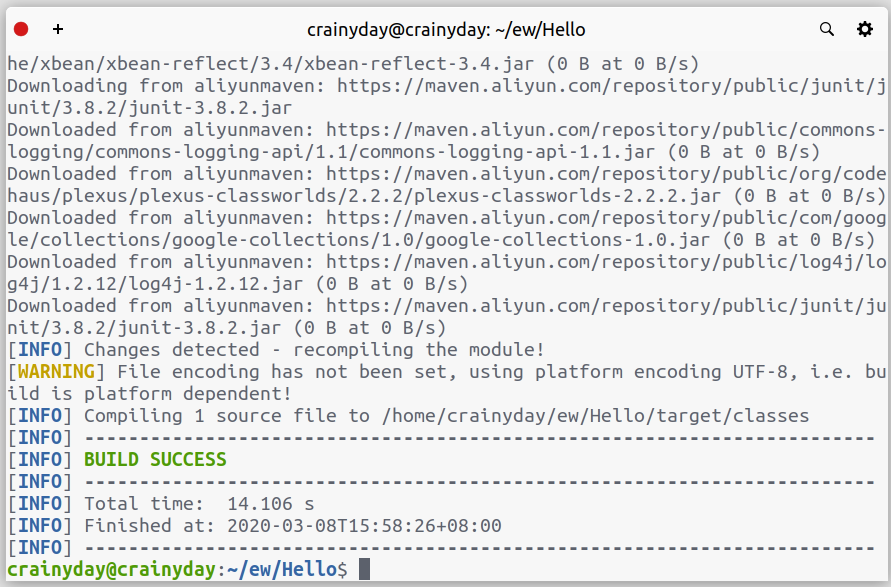 crainyday@crainyday: ~/ew/Hello
he/xbean/xbean-reflect/3.4/xbean-reflect-3.4.jar (0 B at 0 B/s)
Downloading from aliyunmaven: https://maven.aliyun.com/repository/public/junit/j
unit/3.8.2/junit-3.8.2.jar
Downloaded from aliyunmaven: https://maven.aliyun.com/repository/public/commons-
logging/commons-logging-api/1.1/commons-logging-api-1.1.jar (0 B at 0 B/s)
Downloaded from aliyunmaven: https://maven.aliyun.com/repository/public/org/code
haus/plexus/plexus-classworlds/2.2.2/plexus-classworlds-2.2.2.jar (0 B at 0 B/s)
Downloaded from aliyunmaven: https://maven.aliyun.com/repository/public/com/goog
le/collections/google-collections/1.0/google-collections-1.0.jar (0 B at 0 B/s)
Downloaded from aliyunmaven: https://maven.aliyun.com/repository/public/log4j/lo
g4j/1.2.12/log4j-1.2.12.jar (0 B at 0 B/s)
Downloaded from aliyunmaven: https://maven.aliyun.com/repository/public/junit/ju
nit/3.8.2/junit-3.8.2.jar (0 B at 0 B/s)
[INFO] Changes detected - recompiling the module!
[WARNING] File encoding has not been set, using platform encoding UTF-8, i.e. bu
ild is platform dependent!
[INFO] Compiling 1 source file to /home/crainyday/ew/Hello/target/classes
[INFO] ------------------------------------------------------------------------
[INFO] BUILD SUCCESS
[INFO] ------------------------------------------------------------------------
[INFO] Total time:  14.106 s
[INFO] Finished at: 2020-03-08T15:58:26+08:00
[INFO] ------------------------------------------------------------------------
crainyday@crainyday:~/ew/Hello$